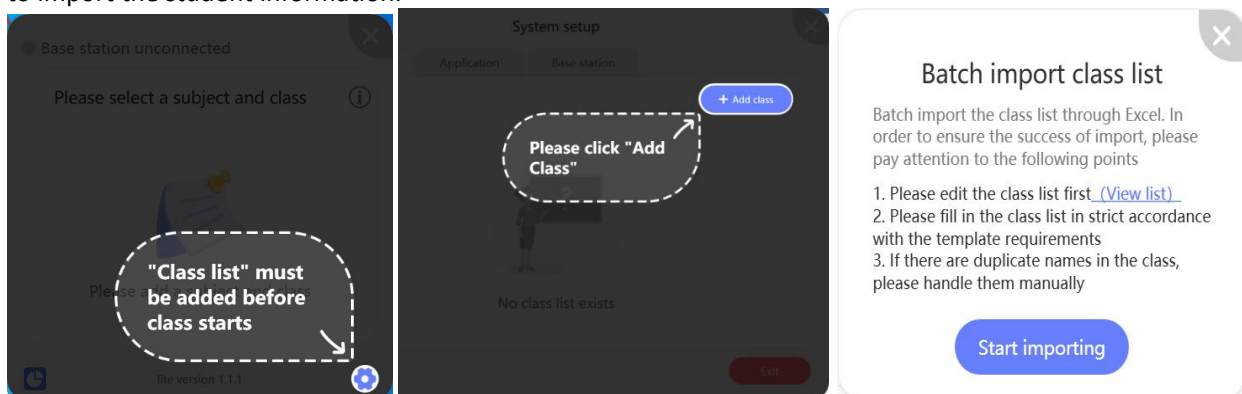 to import the student information.
Base station unconnected
Please select a subject and class
"Class list" must
be added before
class starts
Please add a subject and class
lite version 1.1.1
System setup
Application
Base station
+ Add class
Please click "Add
Class"
?
No class list exists
Exit
Batch import class list
Batch import the class list through Excel. In
order to ensure the success of import, please
pay attention to the following points
1. Please edit the class list first (View list)
2. Please fill in the class list in strict accordance
with the template requirements
3. If there are duplicate names in the class,
please handle them manually
Start importing